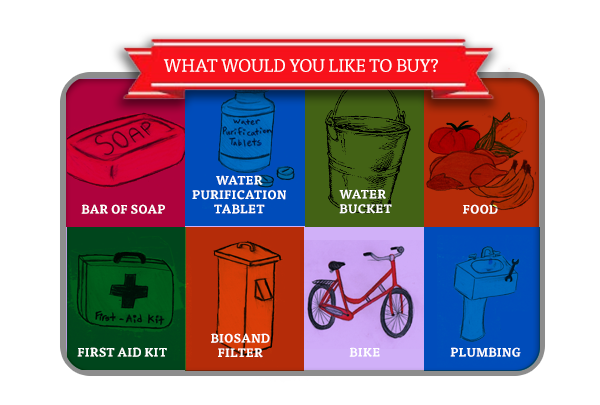 WHAT WOULD YOU LIKE TO BUY?
SOAP
BAR OF SOAP
Water
Purification
Tablets
WATER
PURIFICATION
TABLET
WATER
BUCKET
FOOD
First-Aid Kit
FIRST AID KIT
BIOSAND
FILTER
BIKE
PLUMBING